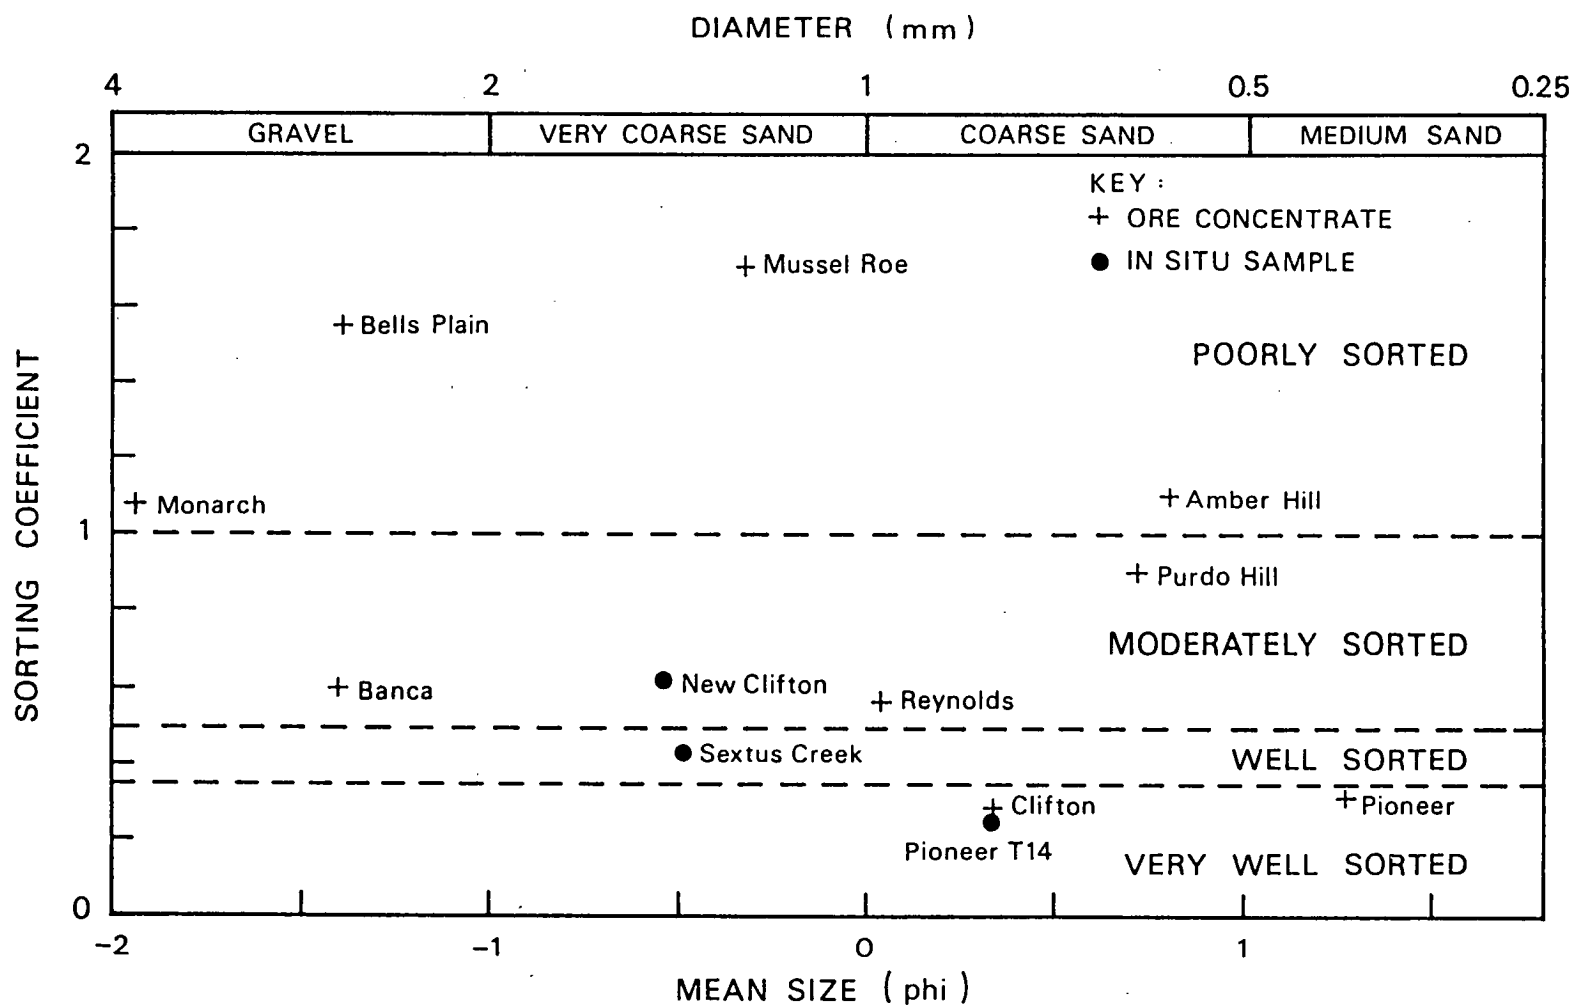 DIAMETER (mm)
4 2 1 0.5 0.25
GRAVEL VERY COARSE SAND COARSE SAND MEDIUM SAND
2
KEY :
+ ORE CONCENTRATE
● IN SITU SAMPLE
Mussel Roe
Bells Plain
POORLY SORTED
Monarch
Amber Hill
1
Purdo Hill
MODERATELY SORTED
New Clifton
Banca
Reynolds
Sextus Creek
WELL SORTED
Clifton
Pioneer
Pioneer T14
VERY WELL SORTED
0
SORTING COEFFICIENT
-2 -1 0 1
MEAN SIZE (phi)